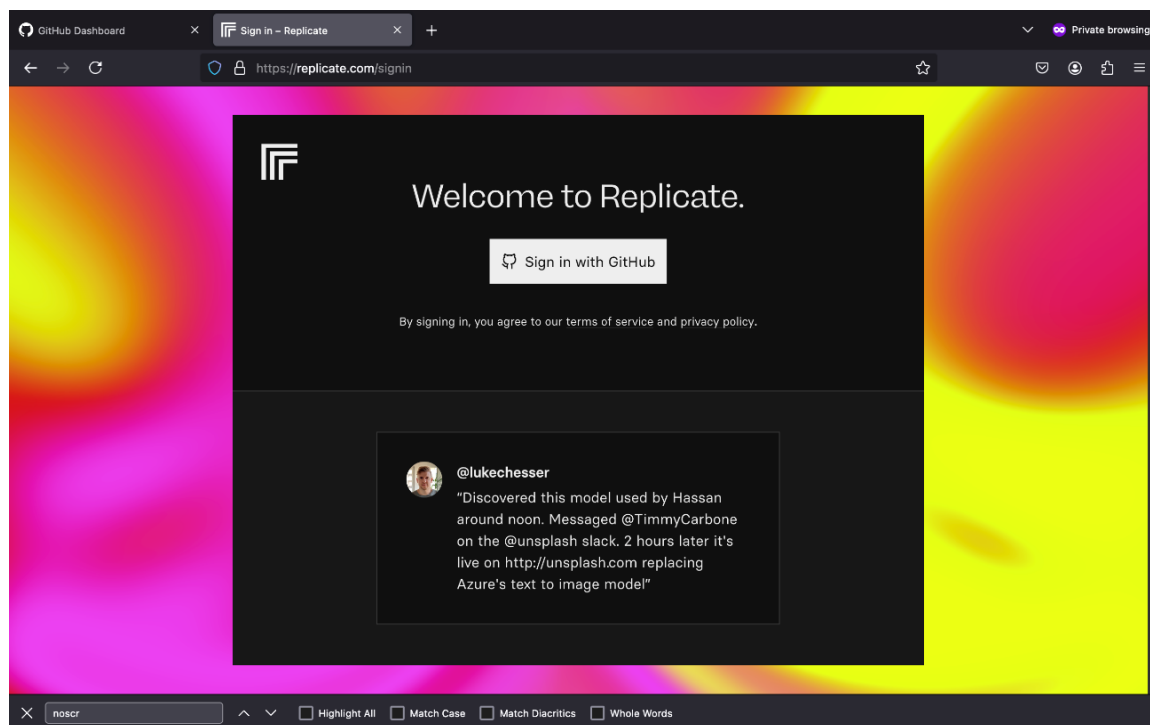 GitHub Dashboard
Sign in – Replicate
Private browsing
https://replicate.com/signin
Welcome to Replicate.
Sign in with GitHub
By signing in, you agree to our terms of service and privacy policy.
@lukechesser
“Discovered this model used by Hassan
around noon. Messaged @TimmyCarbone
on the @unsplash slack. 2 hours later it's
live on http://unsplash.com replacing
Azure's text to image model”
noscr
Highlight All
Match Case
Match Diacritics
Whole Words